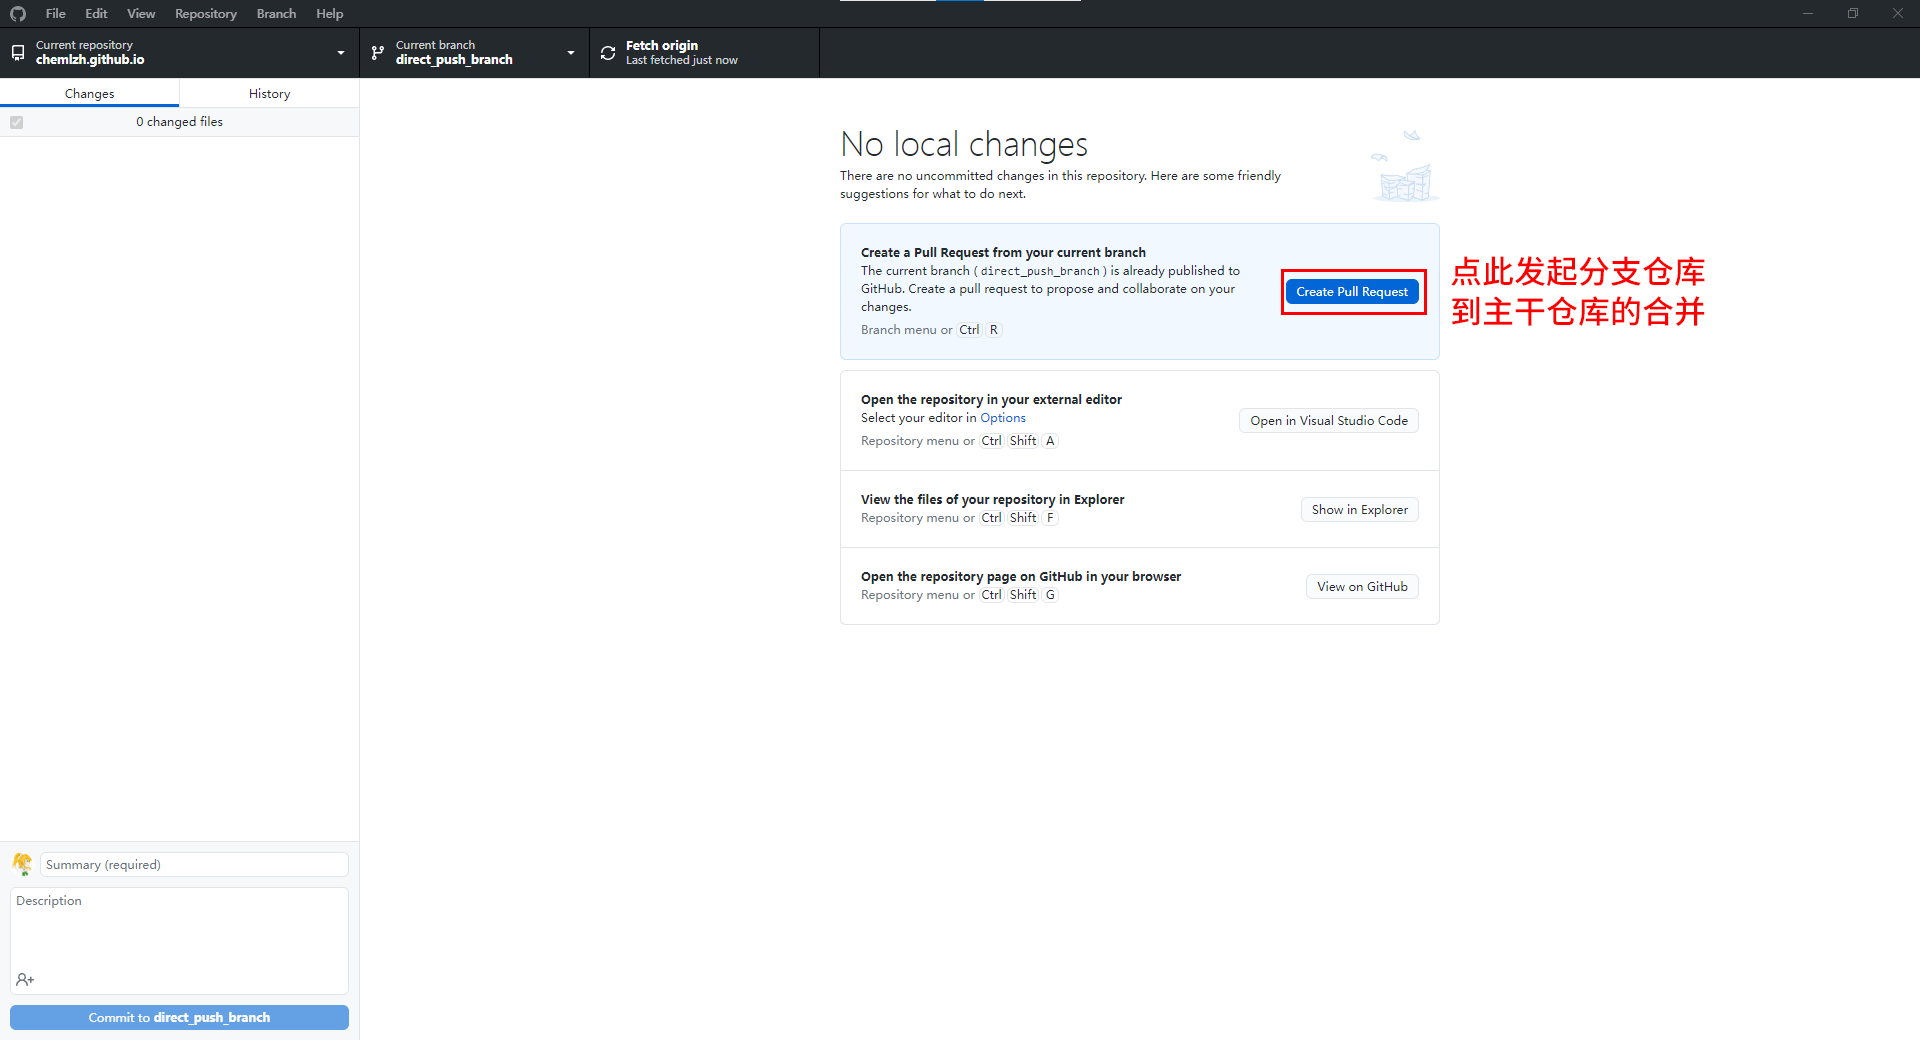 File Edit View Repository Branch Help
Current repository
chemlzh.github.io
Current branch
direct_push_branch
Fetch origin
Last fetched just now
Changes
History
0 changed files
No local changes
There are no uncommitted changes in this repository. Here are some friendly
suggestions for what to do next.
Create a Pull Request from your current branch
The current branch ( direct_push_branch ) is already published to
GitHub. Create a pull request to propose and collaborate on your
changes.
Branch menu or Ctrl R
Create Pull Request
点此发起分支仓库
到主干仓库的合并
Open the repository in your external editor
Select your editor in Options
Repository menu or Ctrl Shift A
Open in Visual Studio Code
View the files of your repository in Explorer
Repository menu or Ctrl Shift F
Show in Explorer
Open the repository page on GitHub in your browser
Repository menu or Ctrl Shift G
View on GitHub
Summary (required)
Description
Commit to direct_push_branch